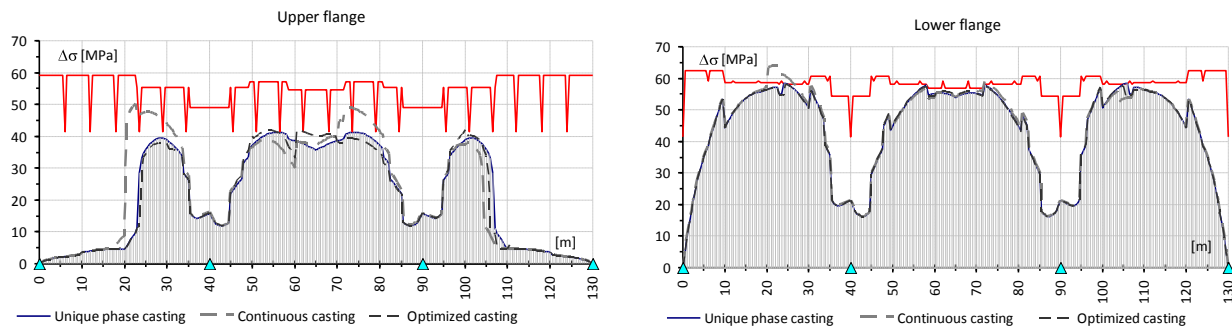 Upper flange
Δσ [MPa]
70
60
50
40
30
20
10
0
[m]
0 10 20 30 40 50 60 70 80 90 100 110 120 130
Unique phase casting Continuous casting Optimized casting
Lower flange
Δσ [MPa]
70
60
50
40
30
20
10
0
[m]
0 10 20 30 40 50 60 70 80 90 100 110 120 130
Unique phase casting Continuous casting Optimized casting